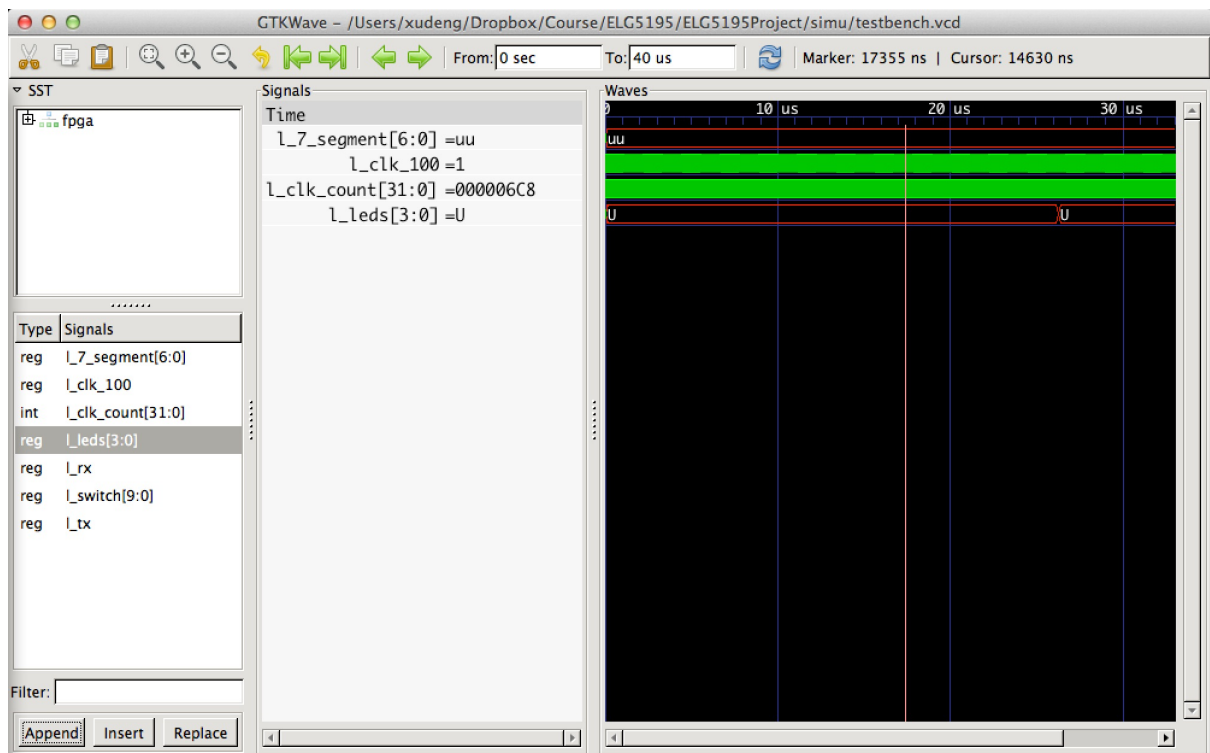 GTKWave – /Users/xudeng/Dropbox/Course/ELG5195/ELG5195Project/simu/testbench.vcd
From: 0 sec To: 40 us Marker: 17355 ns | Cursor: 14630 ns
SST
fpga
Type Signals
reg l_7_segment[6:0]
reg l_clk_100
int l_clk_count[31:0]
reg l_leds[3:0]
reg l_rx
reg l_switch[9:0]
reg l_tx
Filter:
Append Insert Replace
Signals
Time
l_7_segment[6:0] =uu
l_clk_100 =1
l_clk_count[31:0] =000006C8
l_leds[3:0] =U
Waves
0 10 us 20 us 30 us
uu
U U